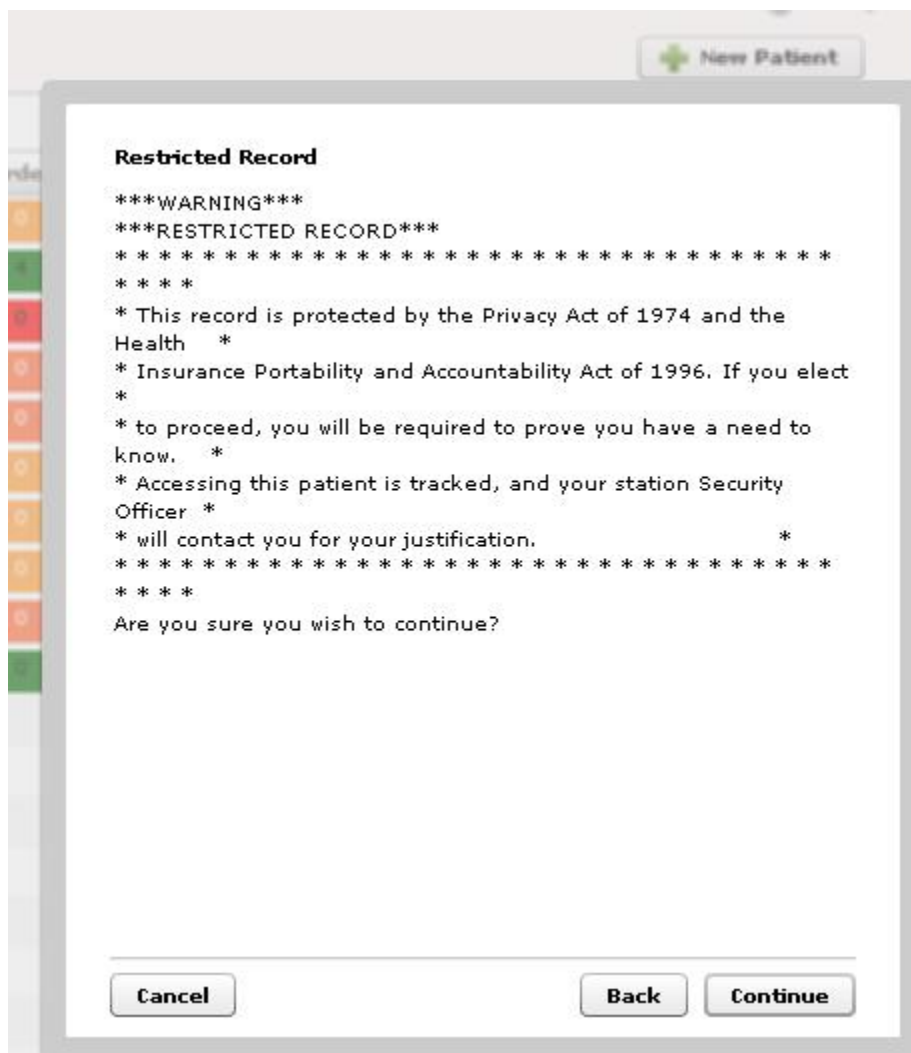 New Patient
Restricted Record
***WARNING***
***RESTRICTED RECORD***
* * * * * * * * * * * * * * * * * * * * * * * * * * * * * * * * *
* * * *
* This record is protected by the Privacy Act of 1974 and the
Health *
* Insurance Portability and Accountability Act of 1996. If you elect
*
* to proceed, you will be required to prove you have a need to
know. *
* Accessing this patient is tracked, and your station Security
Officer *
* will contact you for your justification. *
* * * * * * * * * * * * * * * * * * * * * * * * * * * * * * * * *
* * * *
Are you sure you wish to continue?
Cancel Back Continue